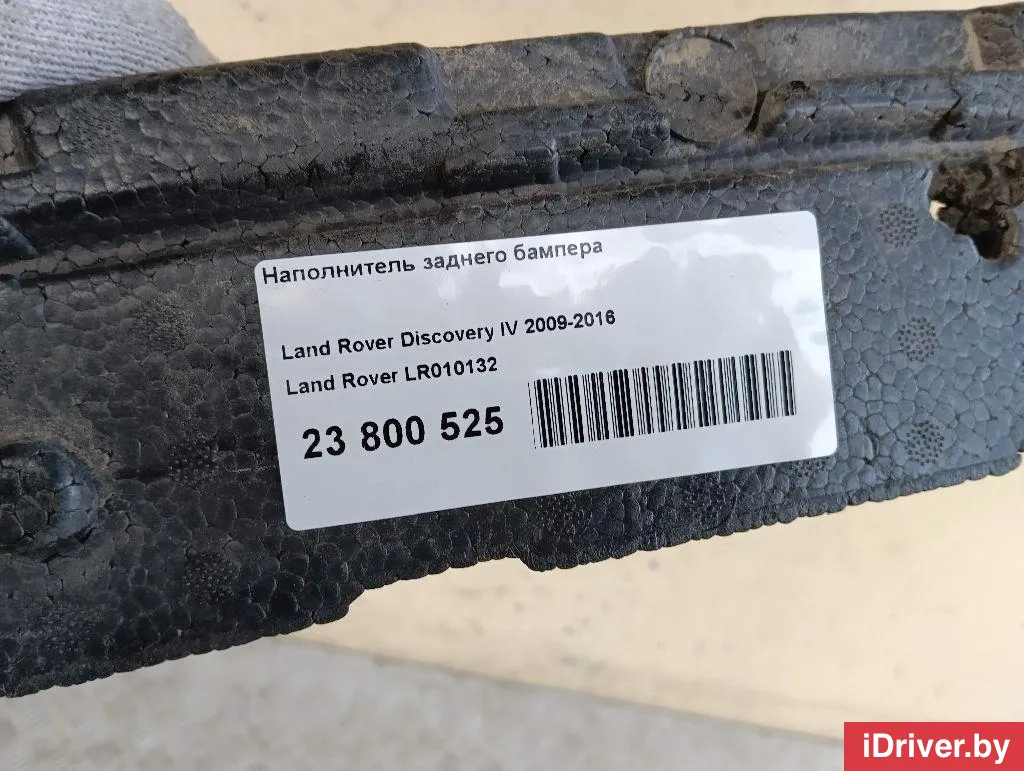 Наполнитель заднего бампера
Land Rover Discovery IV 2009-2016
Land Rover LR010132
23 800 525
iDriver.by